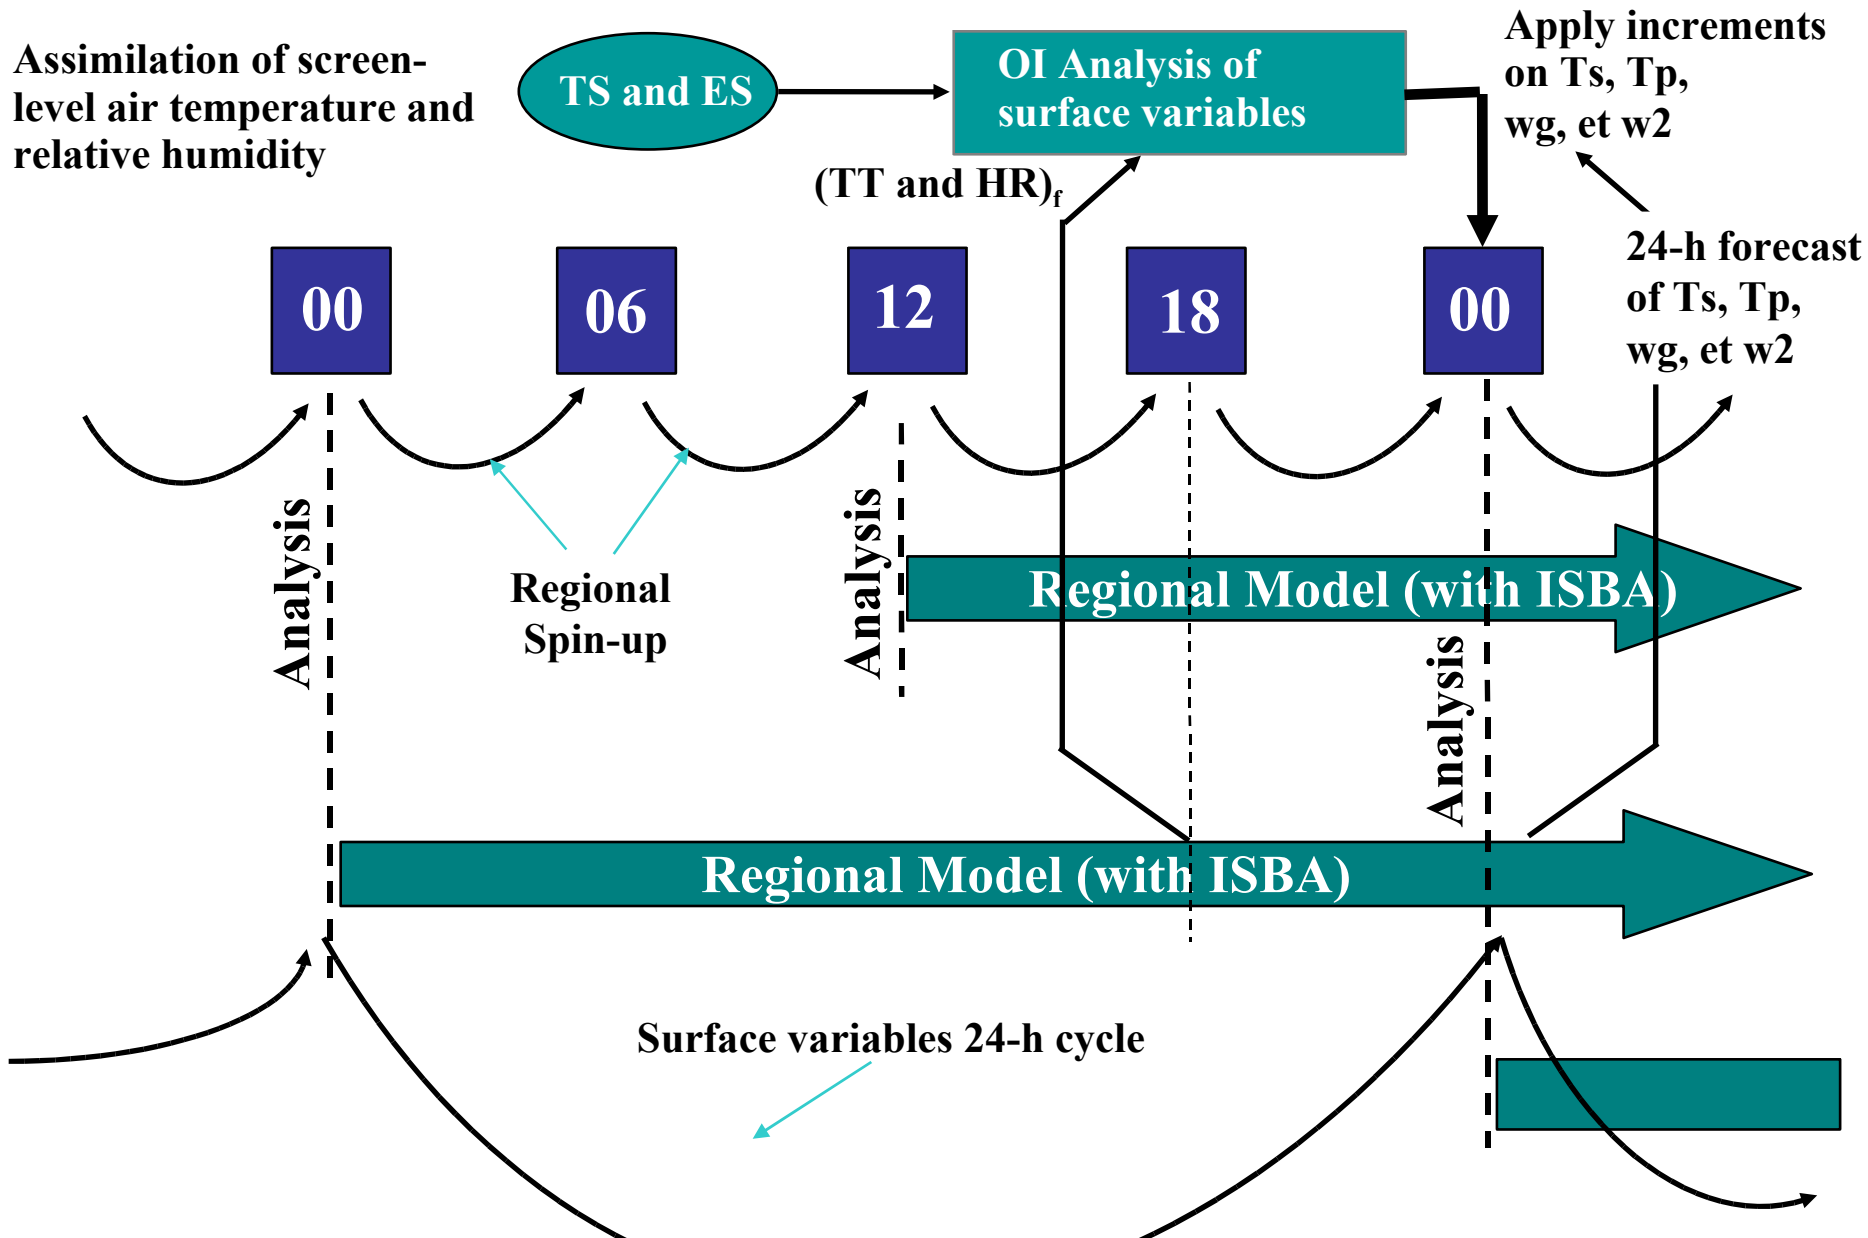 Assimilation of screen-
level air temperature and
relative humidity
TS and ES
OI Analysis of
surface variables
Apply increments
on Ts, Tp,
wg, et w2
(TT and HR)f
24-h forecast
of Ts, Tp,
wg, et w2
00
06
12
18
00
Analysis
Regional
Spin-up
Analysis
Regional Model (with ISBA)
Analysis
Regional Model (with ISBA)
Surface variables 24-h cycle